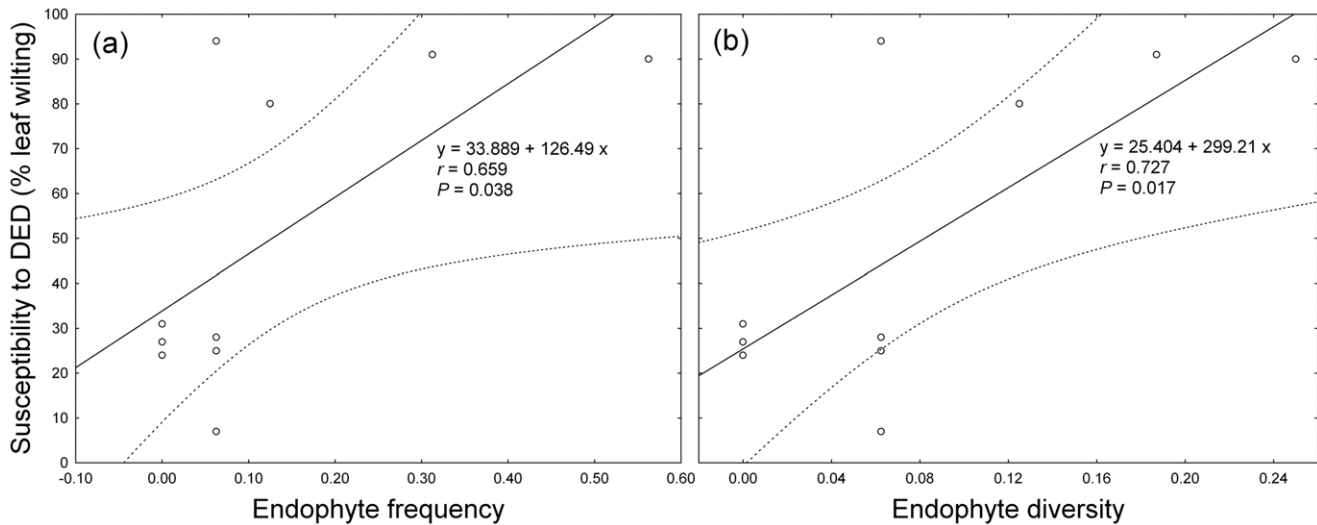 (a)
(b)
Susceptibility to DED (% leaf wilting)
100
90
80
70
60
50
40
30
20
10
0
y = 33.889 + 126.49 x
r = 0.659
P = 0.038
y = 25.404 + 299.21 x
r = 0.727
P = 0.017
-0.10 0.00 0.10 0.20 0.30 0.40 0.50 0.60
0.00 0.04 0.08 0.12 0.16 0.20 0.24
Endophyte frequency
Endophyte diversity